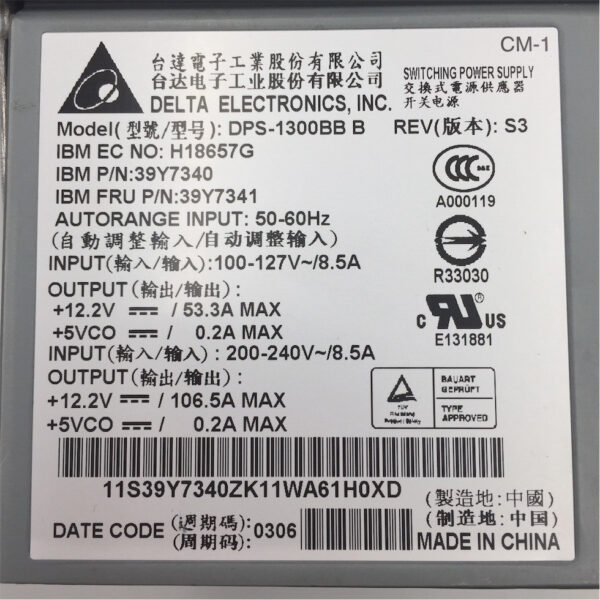 CM-1
台達電子工業股份有限公司
台达电子工业股份有限公司
DELTA ELECTRONICS, INC.
SWITCHING POWER SUPPLY
交換式電源供應器
开关电源
Model(型號/型号): DPS-1300BB B REV(版本): S3
IBM EC NO: H18657G
IBM P/N:39Y7340
IBM FRU P/N:39Y7341
AUTORANGE INPUT: 50-60Hz
(自動調整輸入/自动调整输入)
INPUT(輸入/输入):100-127V~/8.5A
OUTPUT(輸出/输出):
+12.2V ⎓ / 53.3A MAX
+5VCO ⎓ / 0.2A MAX
INPUT(輸入/输入):200-240V~/8.5A
OUTPUT(輸出/输出):
+12.2V ⎓ / 106.5A MAX
+5VCO ⎓ / 0.2A MAX
CCC
A000119
R33030
c RU US ®
E131881
TÜV
BAUART
GEPRÜFT
TYPE
APPROVED
11S39Y7340ZK11WA61H0XD
DATE CODE (週期碼): 0306
(周期码):
(製造地:中國)
(制造地:中国)
MADE IN CHINA